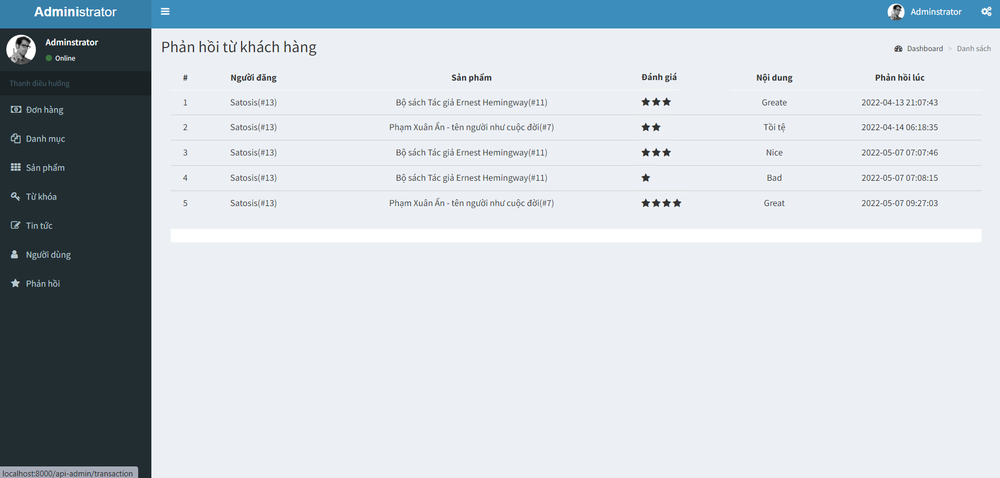 Administrator
Adminstrator
Adminstrator
Online
Thanh điều hướng
Đơn hàng
Danh mục
Sản phẩm
Từ khóa
Tin tức
Người dùng
Phản hồi
Phản hồi từ khách hàng
Dashboard > Danh sách
# Người đăng Sản phẩm Đánh giá Nội dung Phản hồi lúc
1 Satosis(#13) Bộ sách Tác giả Ernest Hemingway(#11) ★★★ Greate 2022-04-13 21:07:43
2 Satosis(#13) Phạm Xuân Ẩn - tên người như cuộc đời(#7) ★★ Tồi tệ 2022-04-14 06:18:35
3 Satosis(#13) Bộ sách Tác giả Ernest Hemingway(#11) ★★★ Nice 2022-05-07 07:07:46
4 Satosis(#13) Bộ sách Tác giả Ernest Hemingway(#11) ★ Bad 2022-05-07 07:08:15
5 Satosis(#13) Phạm Xuân Ẩn - tên người như cuộc đời(#7) ★★★★ Great 2022-05-07 09:27:03
localhost:8000/api-admin/transaction